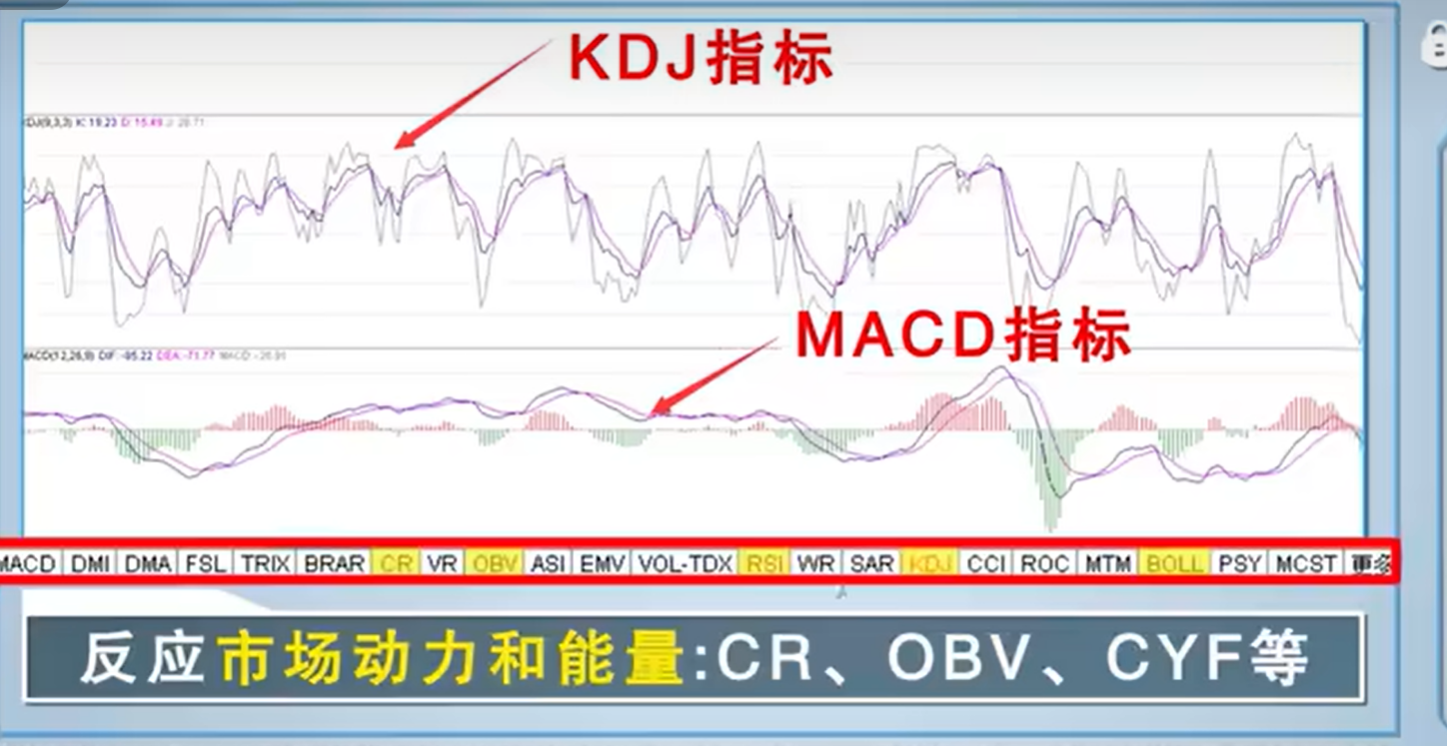 KDJ指标
KDJ(9,3,3) K: 19.23 D: 15.49 J: 26.71
MACD指标
MACD(12,26,9) DIF: -85.22 DEA: -71.77 MACD: -26.91
MACD DMI DMA FSL TRIX BRAR CR VR OBV ASI EMV VOL-TDX RSI WR SAR KDJ CCI ROC MTM BOLL PSY MCST 更多
反应市场动力和能量:CR、OBV、CYF等